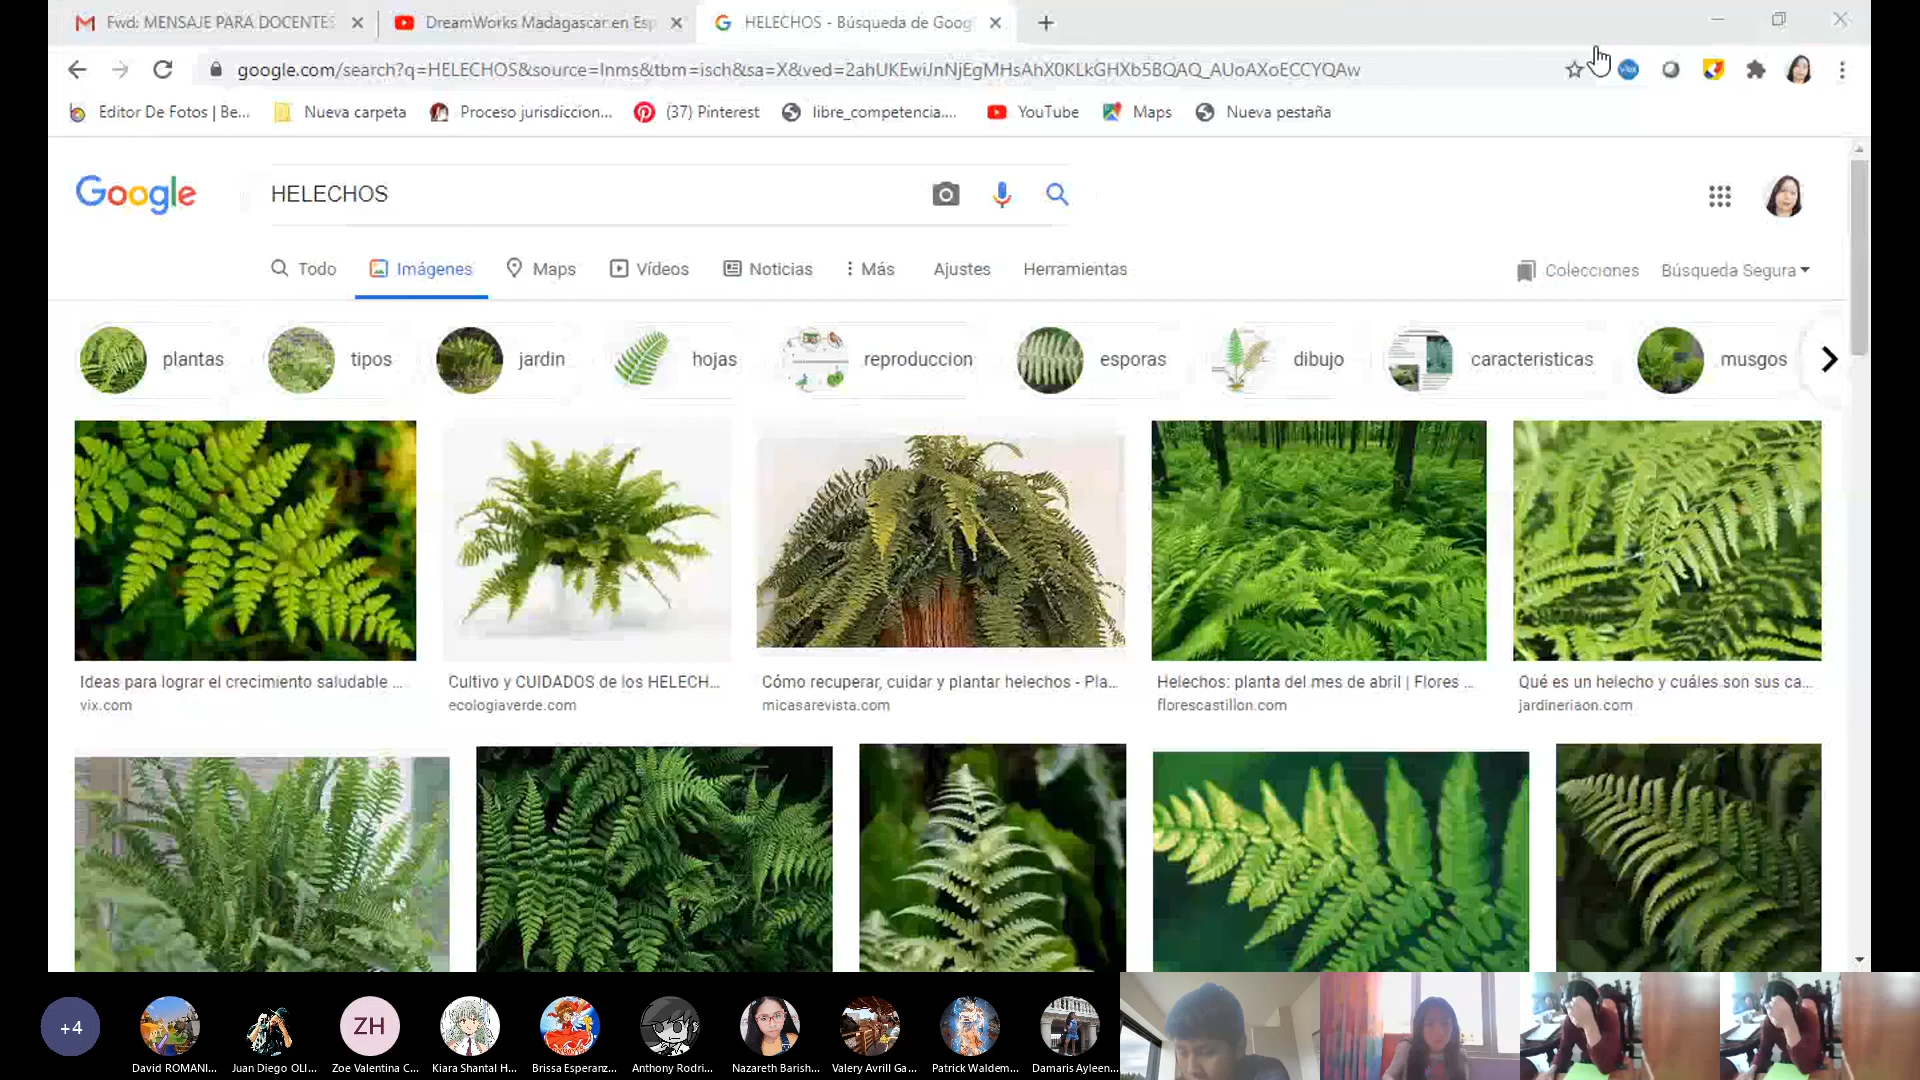 Fwd: MENSAJE PARA DOCENTES
DreamWorks Madagascar en Esp
HELECHOS - Búsqueda de Goog
google.com/search?q=HELECHOS&source=lnms&tbm=isch&sa=X&ved=2ahUKEwiJnNjEgMHsAhX0KLkGHXb5BQAQ_AUoAXoECCYQAw
Editor De Fotos | Be...
Nueva carpeta
Proceso jurisdiccion...
(37) Pinterest
libre_competencia....
YouTube
Maps
Nueva pestaña
Google
HELECHOS
Todo
Imágenes
Maps
Vídeos
Noticias
Más
Ajustes
Herramientas
Colecciones
Búsqueda Segura
plantas
tipos
jardin
hojas
reproduccion
esporas
dibujo
caracteristicas
musgos
Ideas para lograr el crecimiento saludable ...
vix.com
Cultivo y CUIDADOS de los HELECH...
ecologiaverde.com
Cómo recuperar, cuidar y plantar helechos - Pla...
micasarevista.com
Helechos: planta del mes de abril | Flores ...
florescastillon.com
Qué es un helecho y cuáles son sus ca...
jardineriaon.com
+4
ZH
David ROMANI...
Juan Diego OLI...
Zoe Valentina C...
Kiara Shantal H...
Brissa Esperanz...
Anthony Rodri...
Nazareth Barish...
Valery Avrill Ga...
Patrick Waldem...
Damaris Ayleen...